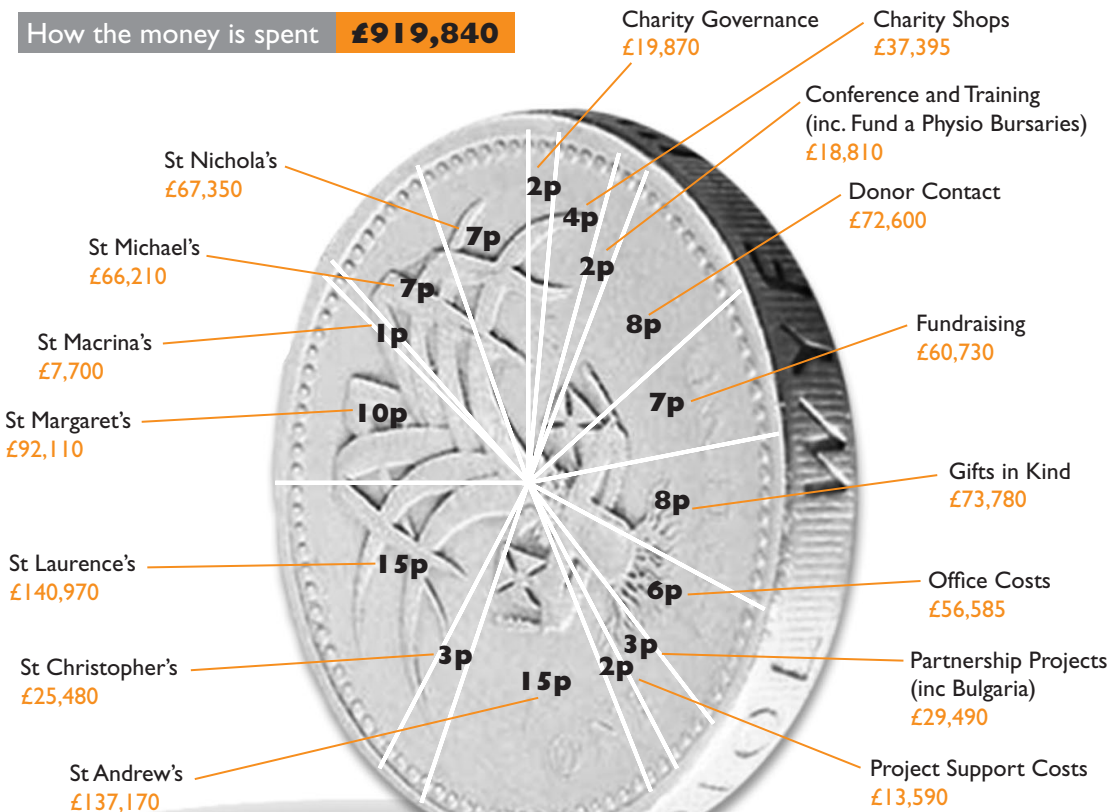 How the money is spent £919,840
Charity Governance
£19,870
Charity Shops
£37,395
Conference and Training
(inc. Fund a Physio Bursaries)
£18,810
Donor Contact
£72,600
Fundraising
£60,730
Gifts in Kind
£73,780
Office Costs
£56,585
Partnership Projects
(inc Bulgaria)
£29,490
Project Support Costs
£13,590
St Andrew's
£137,170
St Christopher's
£25,480
St Laurence's
£140,970
St Margaret's
£92,110
St Macrina's
£7,700
St Michael's
£66,210
St Nichola's
£67,350
2p
4p
2p
8p
7p
8p
6p
3p
2p
15p
3p
15p
10p
1p
7p
7p